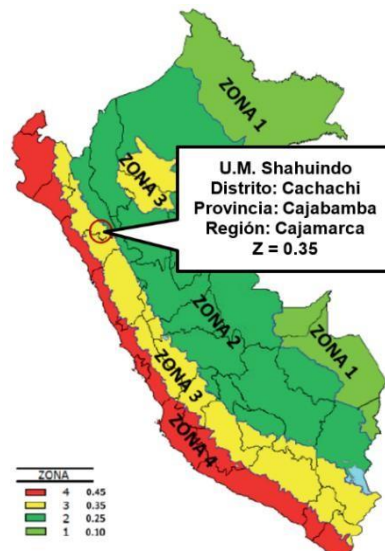 ZONA 1
ZONA 3
U.M. Shahuindo
Distrito: Cachachi
Provincia: Cajabamba
Región: Cajamarca
Z = 0.35
ZONA 2
ZONA 1
ZONA 3
ZONA 4
ZONA
4 0.45
3 0.35
2 0.25
1 0.10